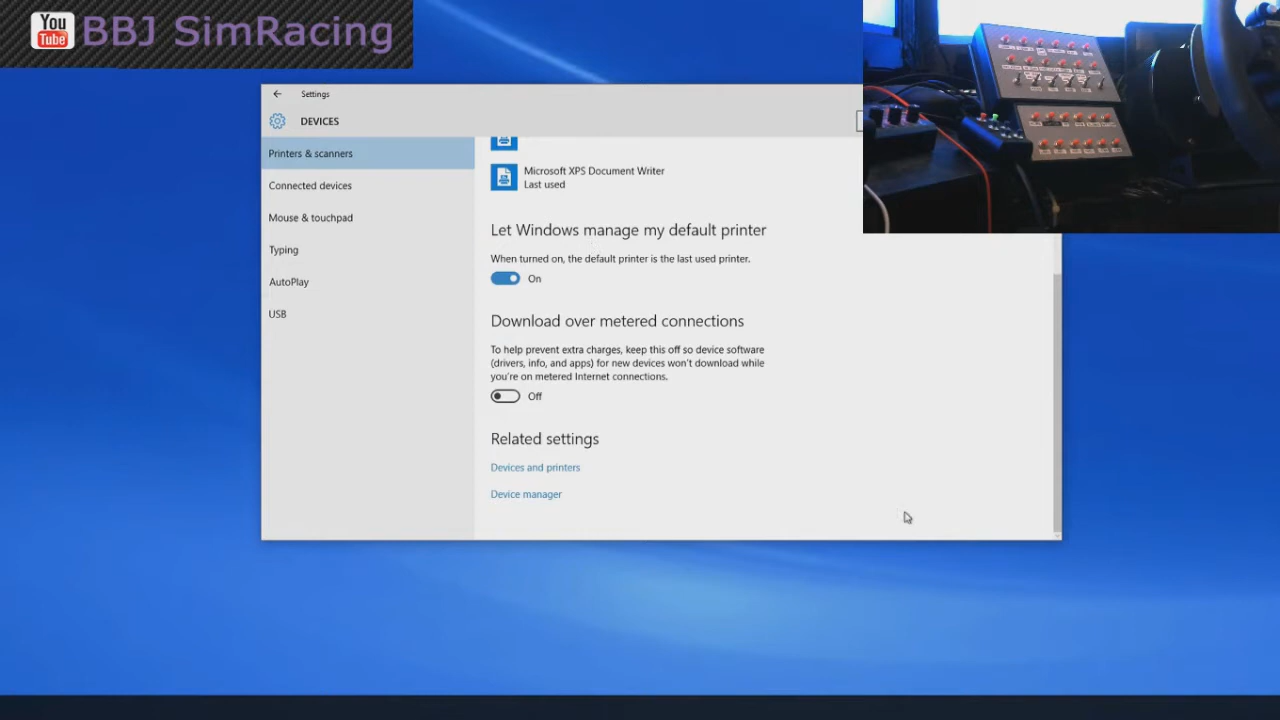 You
Tube
BBJ SimRacing
Settings
DEVICES
Printers & scanners
Connected devices
Mouse & touchpad
Typing
AutoPlay
USB
Microsoft XPS Document Writer
Last used
Let Windows manage my default printer
When turned on, the default printer is the last used printer.
On
Download over metered connections
To help prevent extra charges, keep this off so device software
(drivers, info, and apps) for new devices won't download while
you're on metered Internet connections.
Off
Related settings
Devices and printers
Device manager